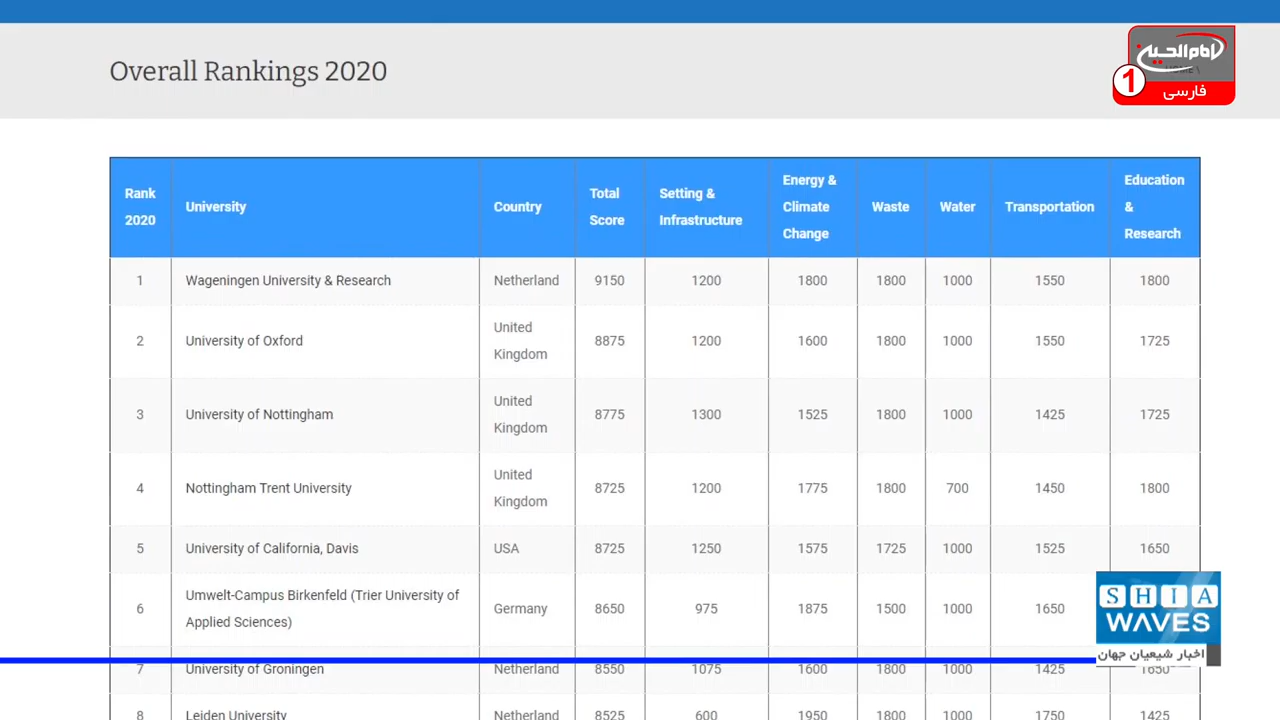 Overall Rankings 2020
امام الحسین
1
فارسی
Rank 2020 University Country Total Score Setting & Infrastructure Energy & Climate Change Waste Water Transportation Education & Research
1 Wageningen University & Research Netherland 9150 1200 1800 1800 1000 1550 1800
2 University of Oxford United Kingdom 8875 1200 1600 1800 1000 1550 1725
3 University of Nottingham United Kingdom 8775 1300 1525 1800 1000 1425 1725
4 Nottingham Trent University United Kingdom 8725 1200 1775 1800 700 1450 1800
5 University of California, Davis USA 8725 1250 1575 1725 1000 1525 1650
6 Umwelt-Campus Birkenfeld (Trier University of Applied Sciences) Germany 8650 975 1875 1500 1000 1650
7 University of Groningen Netherland 8550 1075 1600 1800 1000 1425 1650
8 Leiden University Netherland 8525 600 1950 1800 1000 1750 1425
SHIA
WAVES
اخبار شیعیان جهان